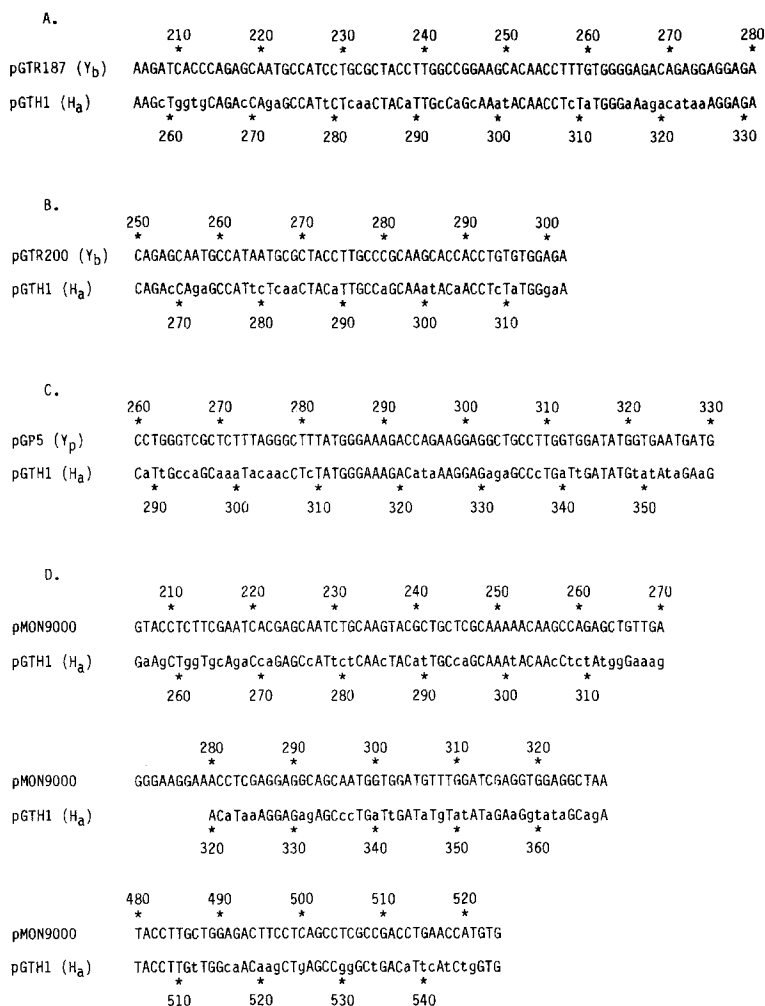 A.
210 220 230 240 250 260 270 280
* * * * * * * *
pGTR187 (Yb) AAGATCACCCAGAGCAATGCCATCCTGCGCTACCTTGGCCGGAAGCACAACCTTTGTGGGGAGACAGAGGAGGAGA
pGTH1 (Ha) AAGcTggtgCAGAcCAgaGCCATtCTcaaCTACaTTGcCaGcAAatACAACCTcTaTGGGaAagacataaAGGAGA
* * * * * * * *
260 270 280 290 300 310 320 330
B.
250 260 270 280 290 300
* * * * * *
pGTR200 (Yb) CAGAGCAATGCCATAATGCGCTACCTTGCCCGCAAGCACCACCTGTGTGGAGA
pGTH1 (Ha) CAGAcCAgaGCCATtcTcaaCTACaTTGCCaGCAAatACaACCTcTaTGGgaA
* * * * *
270 280 290 300 310
C.
260 270 280 290 300 310 320 330
* * * * * * * *
pGP5 (Yp) CCTGGGTCGCTCTTTAGGGCTTTATGGGAAAGACCAGAAGGAGGCTGCCTTGGTGGATATGGTGAATGATG
pGTH1 (Ha) CaTtGccaGCaaaTacaacCTcTATGGGAAAGACataaAGGAGagaGCCcTGaTtGATATGtatAtaGAaG
* * * * * * *
290 300 310 320 330 340 350
D.
210 220 230 240 250 260 270
* * * * * * *
pMON9000 GTACCTCTTCGAATCACGAGCAATCTGCAAGTACGCTGCTCGCAAAAACAAGCCAGAGCTGTTGA
pGTH1 (Ha) GaAgCTggTgcAgaCcaGAGCcATtctCAAcTACatTGCcaGCAAAtACAAcCtctAtggGaaag
* * * * * *
260 270 280 290 300 310
280 290 300 310 320
* * * * *
pMON9000 GGGAAGGAAACCTCGAGGAGGCAGCAATGGTGGATGTTTGGATCGAGGTGGAGGCTAA
pGTH1 (Ha) ACaTaaAGGAGagAGCccTGaTtGATaTgTatATaGAaGgtataGCagA
* * * * *
320 330 340 350 360
480 490 500 510 520
* * * * *
pMON9000 TACCTTGCTGGAGACTTCCTCAGCCTCGCCGACCTGAACCATGTG
pGTH1 (Ha) TACCTTGtTGGcaACaagCTgAGCCggGCtGACaTtcAtCtgGTG
* * * *
510 520 530 540